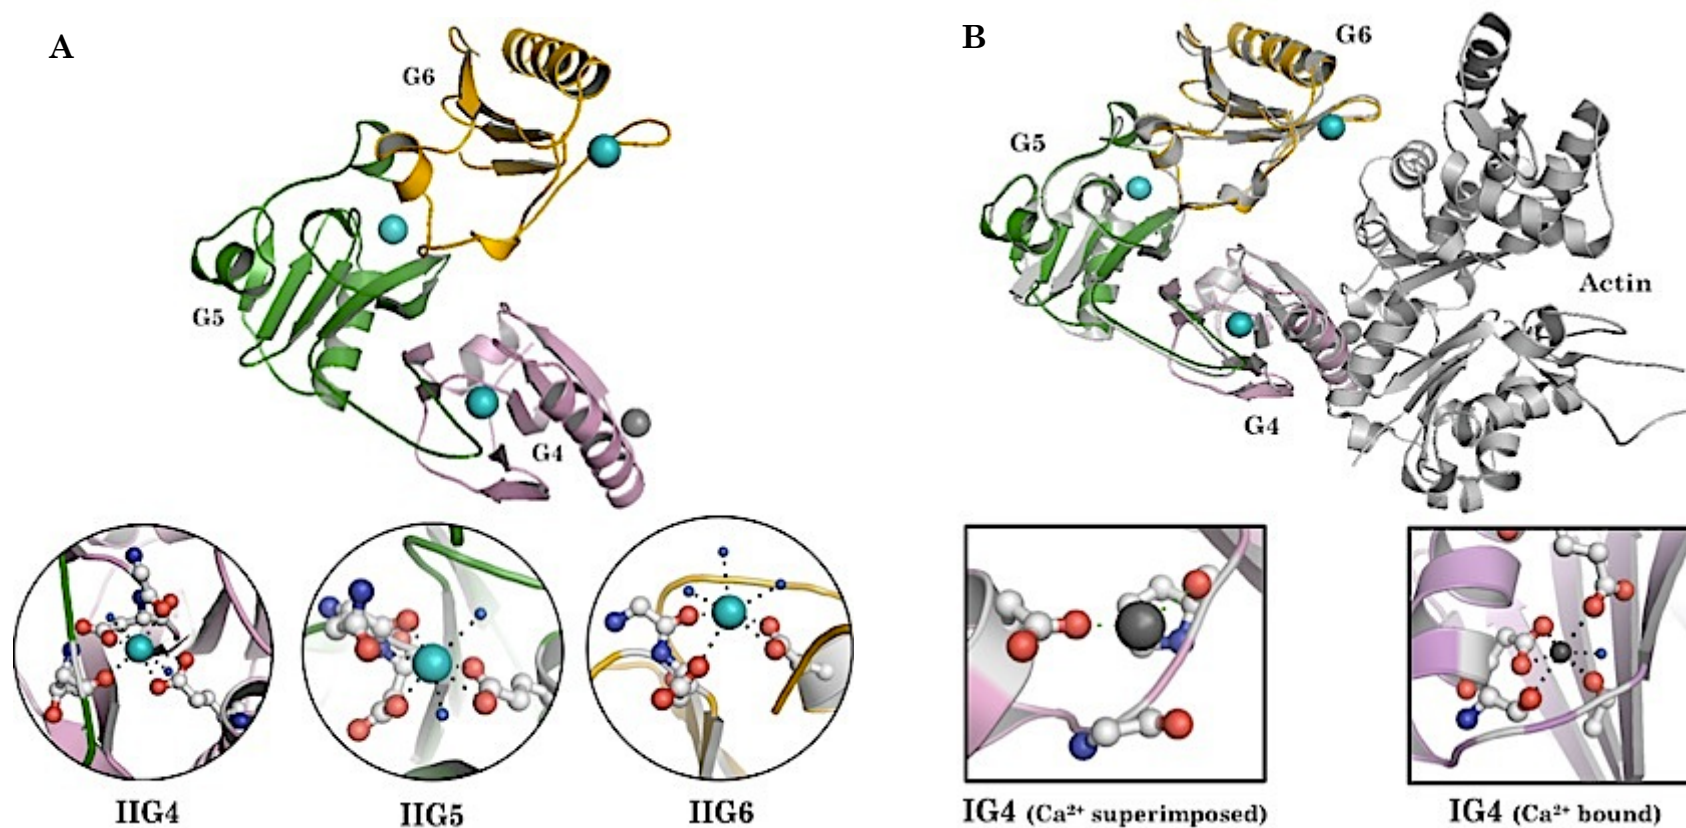 A
G6
G5
G4
IIG4
IIG5
IIG6
B
G6
G5
Actin
G4
IG4 (Ca²⁺ superimposed)
IG4 (Ca²⁺ bound)